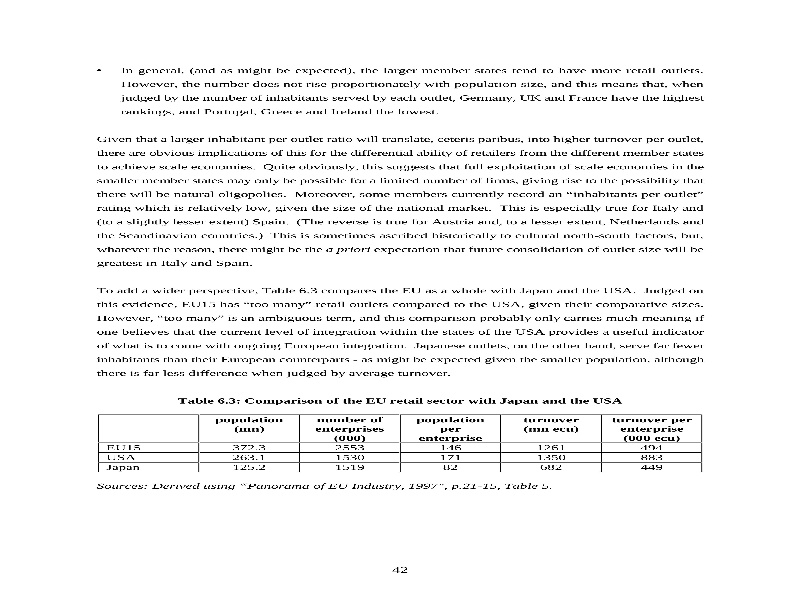 • In general, (and as might be expected), the larger member states tend to have more retail outlets.
However, the number does not rise proportionately with population size, and this means that, when
judged by the number of inhabitants served by each outlet, Germany, UK and France have the highest
rankings, and Portugal, Greece and Ireland the lowest.
Given that a larger inhabitant per outlet ratio will translate, ceteris paribus, into higher turnover per outlet,
there are obvious implications of this for the differential ability of retailers from the different member states
to achieve scale economies. Quite obviously, this suggests that full exploitation of scale economies in the
smaller member states may only be possible for a limited number of firms, giving rise to the possibility that
there will be natural oligopolies. Moreover, some members currently record an “inhabitants per outlet”
rating which is relatively low, given the size of the national market. This is especially true for Italy and
(to a slightly lesser extent) Spain. (The reverse is true for Austria and, to a lesser extent, Netherlands and
the Scandinavian countries.) This is sometimes ascribed historically to cultural north-south factors, but,
whatever the reason, there might be the a priori expectation that future consolidation of outlet size will be
greatest in Italy and Spain.
To add a wider perspective, Table 6.3 compares the EU as a whole with Japan and the USA. Judged on
this evidence, EU15 has “too many” retail outlets compared to the USA, given their comparative sizes.
However, “too many” is an ambiguous term, and this comparison probably only carries much meaning if
one believes that the current level of integration within the states of the USA provides a useful indicator
of what is to come with ongoing European integration. Japanese outlets, on the other hand, serve far fewer
inhabitants than their European counterparts - as might be expected given the smaller population, although
there is far less difference when judged by average turnover.
Table 6.3: Comparison of the EU retail sector with Japan and the USA
population (mn) number of enterprises (000) population per enterprise turnover (mn ecu) turnover per enterprise (000 ecu)
EU15 372.3 2553 146 1261 494
USA 263.1 1530 171 1350 883
Japan 125.2 1519 82 682 449
Sources: Derived using “Panorama of EU Industry, 1997”, p.21-15, Table 5.
42